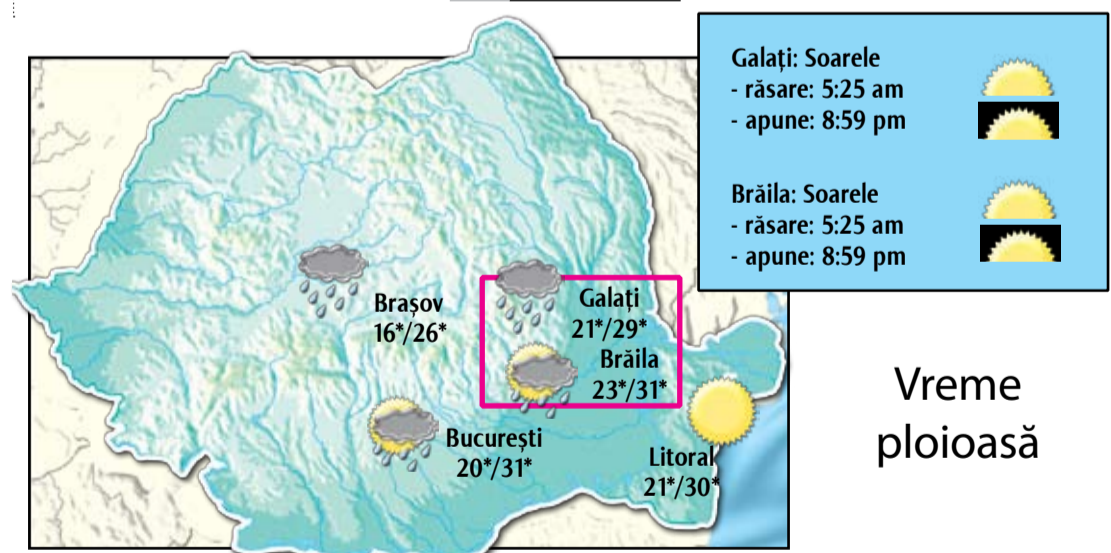 Galați: Soarele
- răsare: 5:25 am
- apune: 8:59 pm
Brăila: Soarele
- răsare: 5:25 am
- apune: 8:59 pm
Brașov
16*/26*
Galați
21*/29*
Brăila
23*/31*
București
20*/31*
Litoral
21*/30*
Vreme
ploioasă